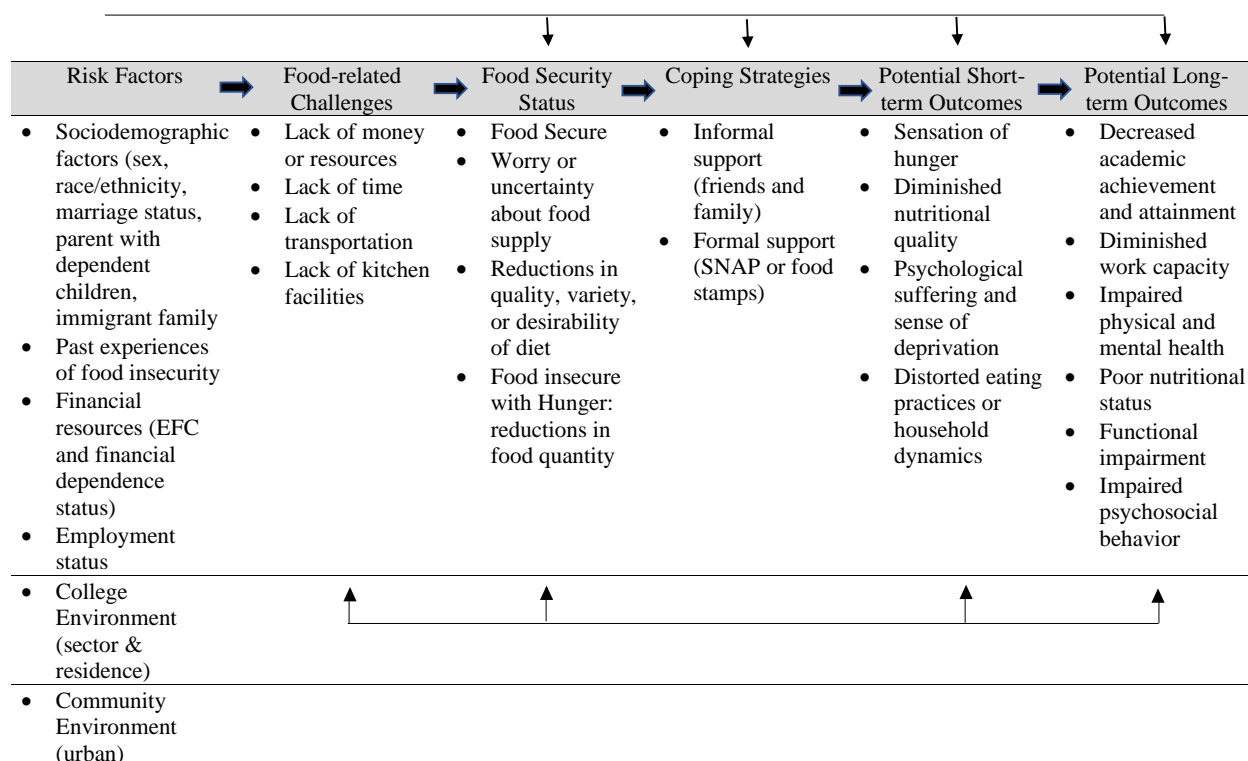 Risk Factors
Food-related
Challenges
Food Security
Status
Coping Strategies
Potential Short-
term Outcomes
Potential Long-
term Outcomes
• Sociodemographic
factors (sex,
race/ethnicity,
marriage status,
parent with
dependent
children,
immigrant family
• Past experiences
of food insecurity
• Financial
resources (EFC
and financial
dependence
status)
• Employment
status
• Lack of money
or resources
• Lack of time
• Lack of
transportation
• Lack of kitchen
facilities
• Food Secure
• Worry or
uncertainty
about food
supply
• Reductions in
quality, variety,
or desirability
of diet
• Food insecure
with Hunger:
reductions in
food quantity
• Informal
support
(friends and
family)
• Formal support
(SNAP or food
stamps)
• Sensation of
hunger
• Diminished
nutritional
quality
• Psychological
suffering and
sense of
deprivation
• Distorted eating
practices or
household
dynamics
• Decreased
academic
achievement
and attainment
• Diminished
work capacity
• Impaired
physical and
mental health
• Poor nutritional
status
• Functional
impairment
• Impaired
psychosocial
behavior
• College
Environment
(sector &
residence)
• Community
Environment
(urban)